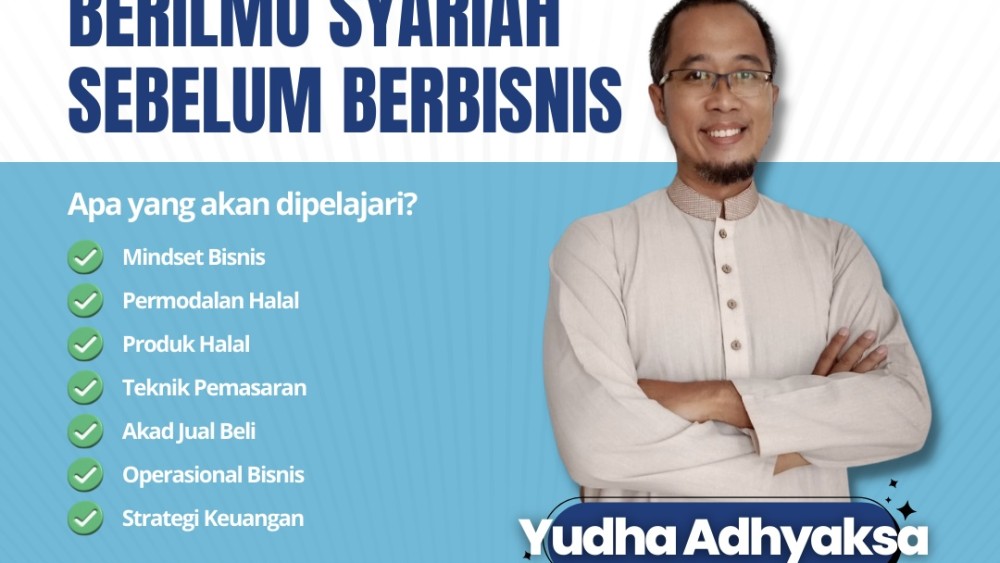 BERILMU SYARIAH
SEBELUM BERBISNIS
Apa yang akan dipelajari?
Mindset Bisnis
Permodalan Halal
Produk Halal
Teknik Pemasaran
Akad Jual Beli
Operasional Bisnis
Strategi Keuangan
Yudha Adhyaksa